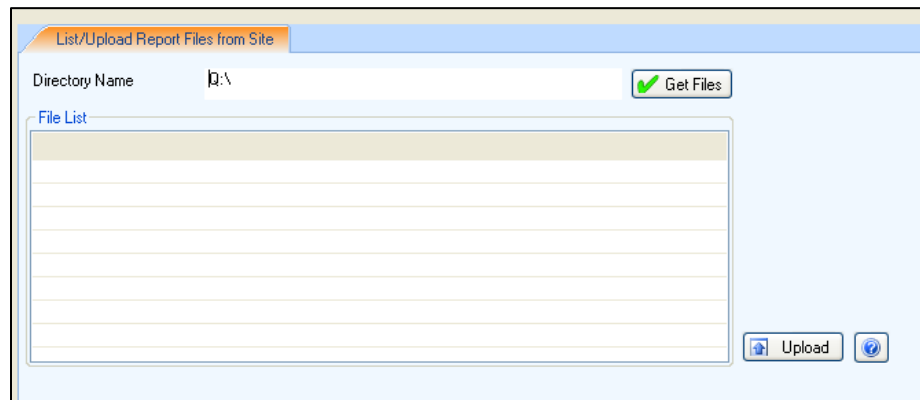 List/Upload Report Files from Site
Directory Name Q:\ Get Files
File List
Upload ?